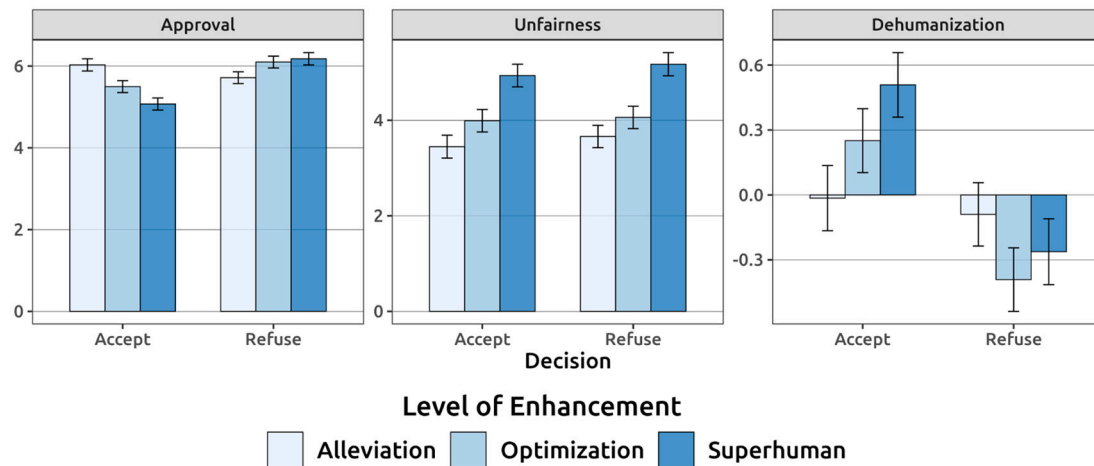 Approval Unfairness Dehumanization
6
4
2
0
4
2
0
0.6
0.3
0.0
-0.3
Accept Refuse Accept Refuse Accept Refuse
Decision
Level of Enhancement
Alleviation Optimization Superhuman